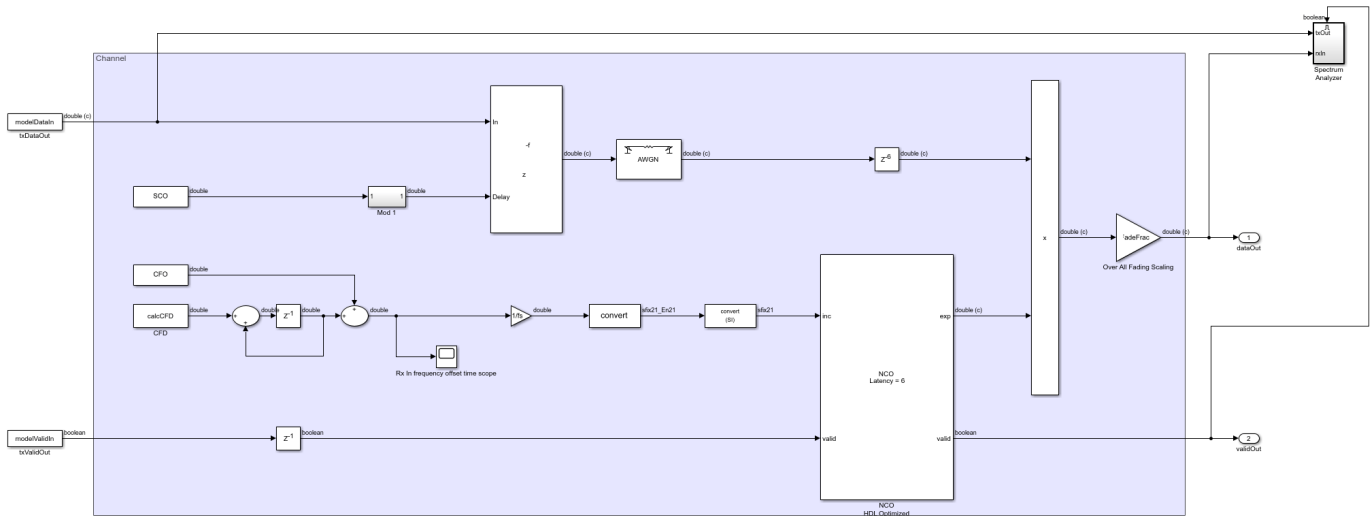 boolean
txOut
rxIn
Spectrum
Analyzer
Channel
modelDataIn
double (c)
txDataOut
In
Delay
z
double (c)
AWGN
double (c)
double (c)
SCO
double
1 1
double
Mod 1
x
double (c)
adeFrac
double (c)
Over All Fading Scaling
1
dataOut
CFO
double
calcCFD
double
CFD
double
Z-1
double
double
1/fs
double
convert
sfix21_En21
convert
(SI)
sfix21
Rx In frequency offset time scope
inc
exp
double (c)
NCO
Latency = 6
valid
valid
NCO
HDL Optimized
modelValidIn
boolean
txValidOut
Z-1
boolean
boolean
2
validOut
Z-6